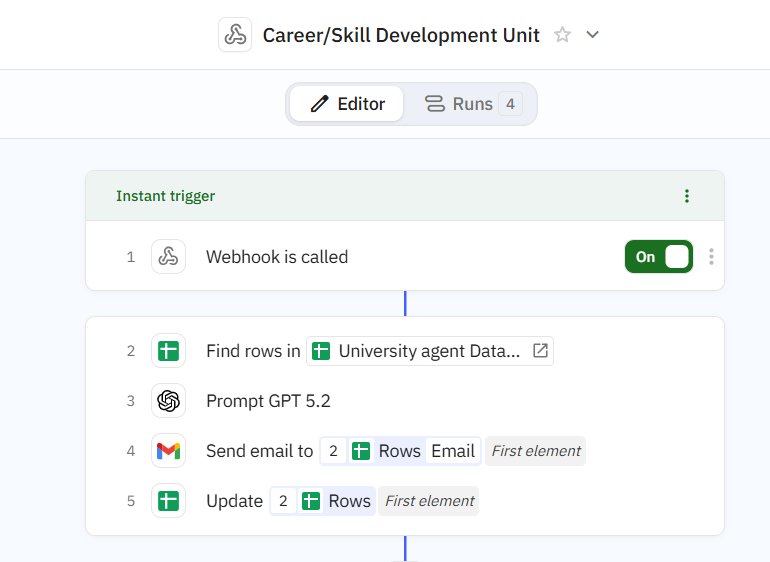 Career/Skill Development Unit
Editor Runs 4
Instant trigger
1 Webhook is called On
2 Find rows in University agent Data...
3 Prompt GPT 5.2
4 Send email to 2 Rows Email First element
5 Update 2 Rows First element